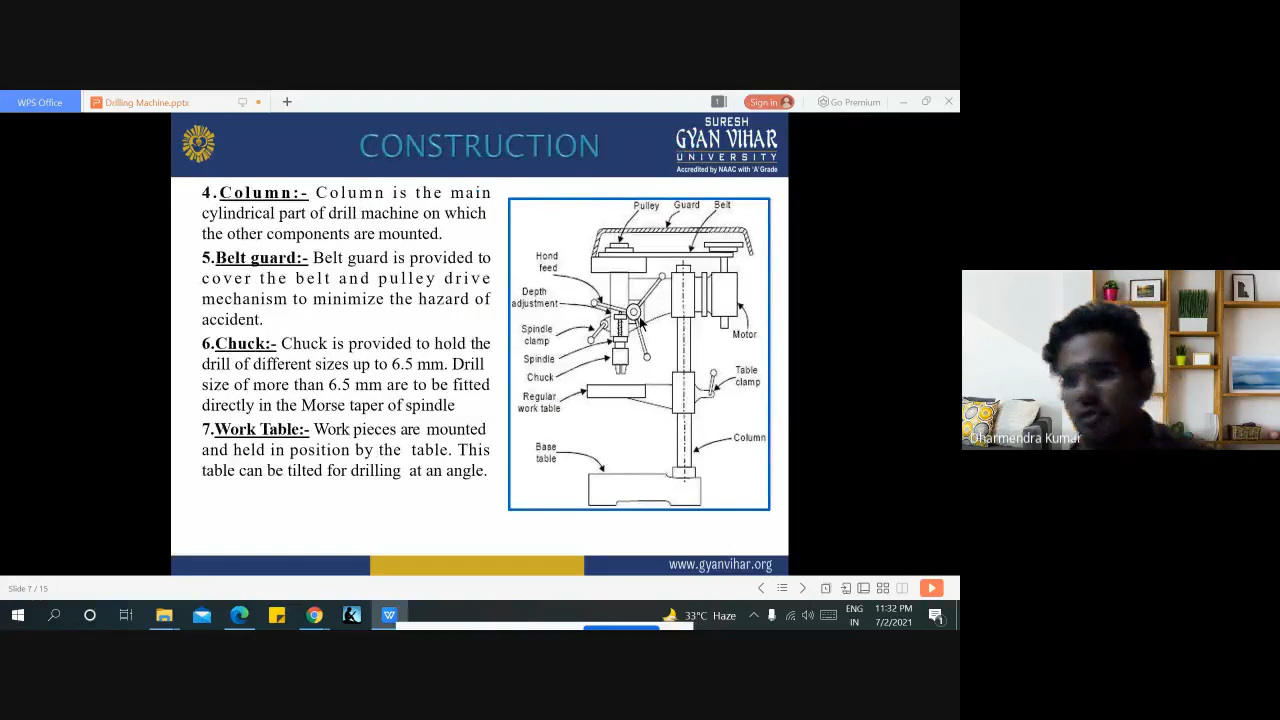 WPS Office
Drilling Machine.pptx
1
Sign in
Go Premium
CONSTRUCTION
SURESH
GYAN VIHAR
UNIVERSITY
Accredited by NAAC with 'A' Grade
4.Column:- Column is the main
cylindrical part of drill machine on which
the other components are mounted.
5.Belt guard:- Belt guard is provided to
cover the belt and pulley drive
mechanism to minimize the hazard of
accident.
6.Chuck:- Chuck is provided to hold the
drill of different sizes up to 6.5 mm. Drill
size of more than 6.5 mm are to be fitted
directly in the Morse taper of spindle
7.Work Table:- Work pieces are mounted
and held in position by the table. This
table can be tilted for drilling at an angle.
Pulley
Guard
Belt
Hond
feed
Depth
adjustment
Spindle
clamp
Spindle
Chuck
Regular
work table
Base
table
Motor
Table
clamp
Column
www.gyanvihar.org
Dharmendra Kumar
Slide 7 / 15
33°C Haze
ENG
IN
11:32 PM
7/2/2021
1